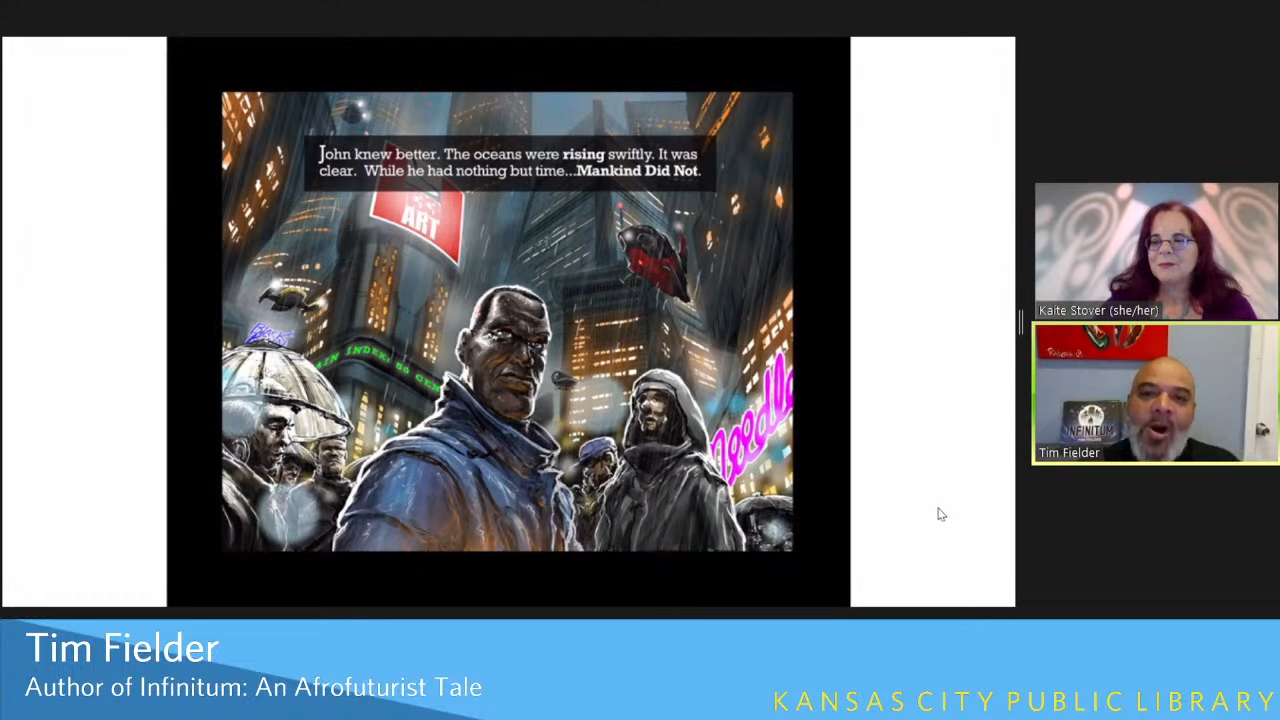 John knew better. The oceans were rising swiftly. It was
clear. While he had nothing but time...Mankind Did Not.
ART
Kaite Stover (she/her)
INFINITUM
Tim Fielder
Needle
Tim Fielder
Author of Infinitum: An Afrofuturist Tale
KANSAS CITY PUBLIC LIBRARY